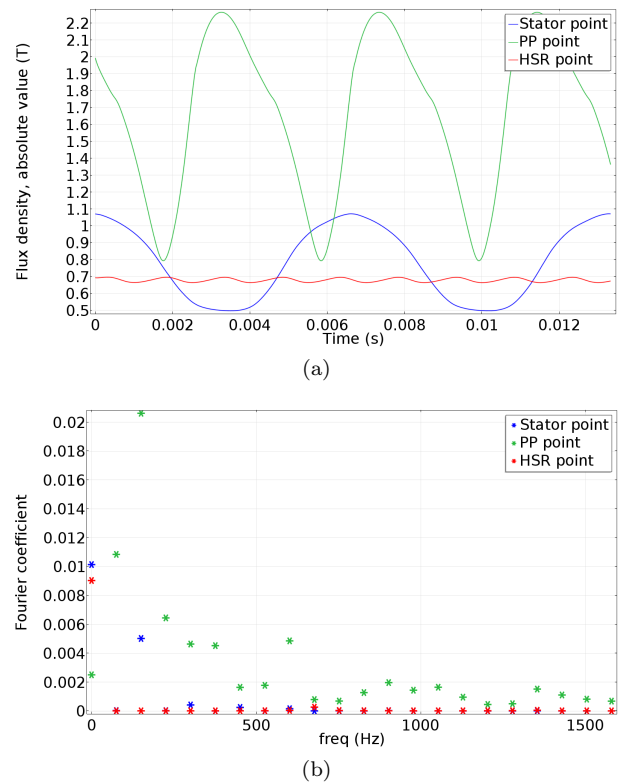 Flux density, absolute value (T)
2.2
2.1
2
1.9
1.8
1.7
1.6
1.5
1.4
1.3
1.2
1.1
1
0.9
0.8
0.7
0.6
0.5
Stator point
PP point
HSR point
0 0.002 0.004 0.006 0.008 0.01 0.012
Time (s)
(a)
Fourier coefficient
0.02
0.018
0.016
0.014
0.012
0.01
0.008
0.006
0.004
0.002
0
Stator point
PP point
HSR point
0 500 1000 1500
freq (Hz)
(b)